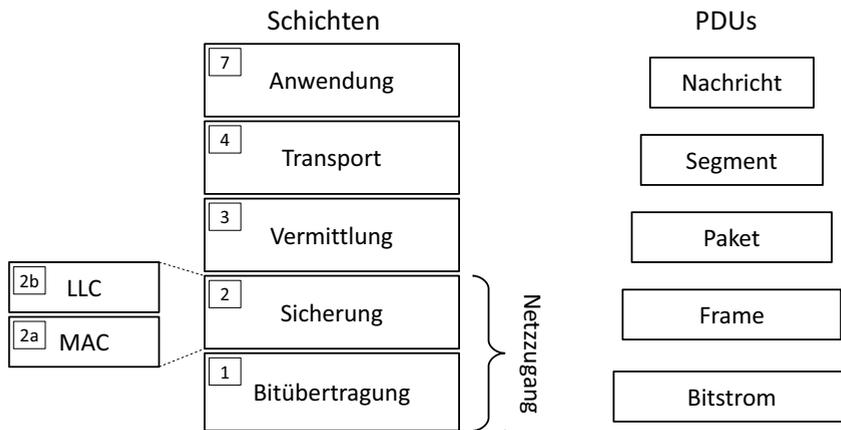 Schichten
PDUs
7
Anwendung
Nachricht
4
Transport
Segment
3
Vermittlung
Paket
2b
LLC
2
Sicherung
Frame
2a
MAC
1
Bitübertragung
Bitstrom
Netzzugang